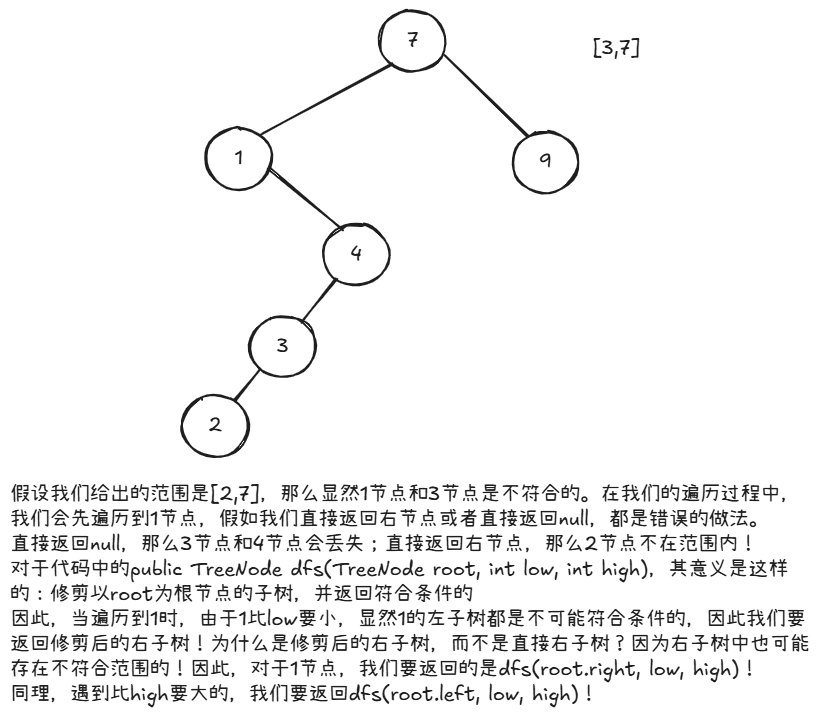 7
[3,7]
1
9
4
3
2
假设我们给出的范围是[2,7]，那么显然1节点和3节点是不符合的。在我们的遍历过程中，
我们会先遍历到1节点，假如我们直接返回右节点或者直接返回null，都是错误的做法。
直接返回null，那么3节点和4节点会丢失；直接返回右节点，那么2节点不在范围内！
对于代码中的public TreeNode dfs(TreeNode root, int low, int high)，其意义是这样
的：修剪以root为根节点的子树，并返回符合条件的
因此，当遍历到1时，由于1比low要小，显然1的左子树都是不可能符合条件的，因此我们要
返回修剪后的右子树！为什么是修剪后的右子树，而不是直接右子树？因为右子树中也可能
存在不符合范围的！因此，对于1节点，我们要返回的是dfs(root.right, low, high)！
同理，遇到比high要大的，我们要返回dfs(root.left, low, high)！